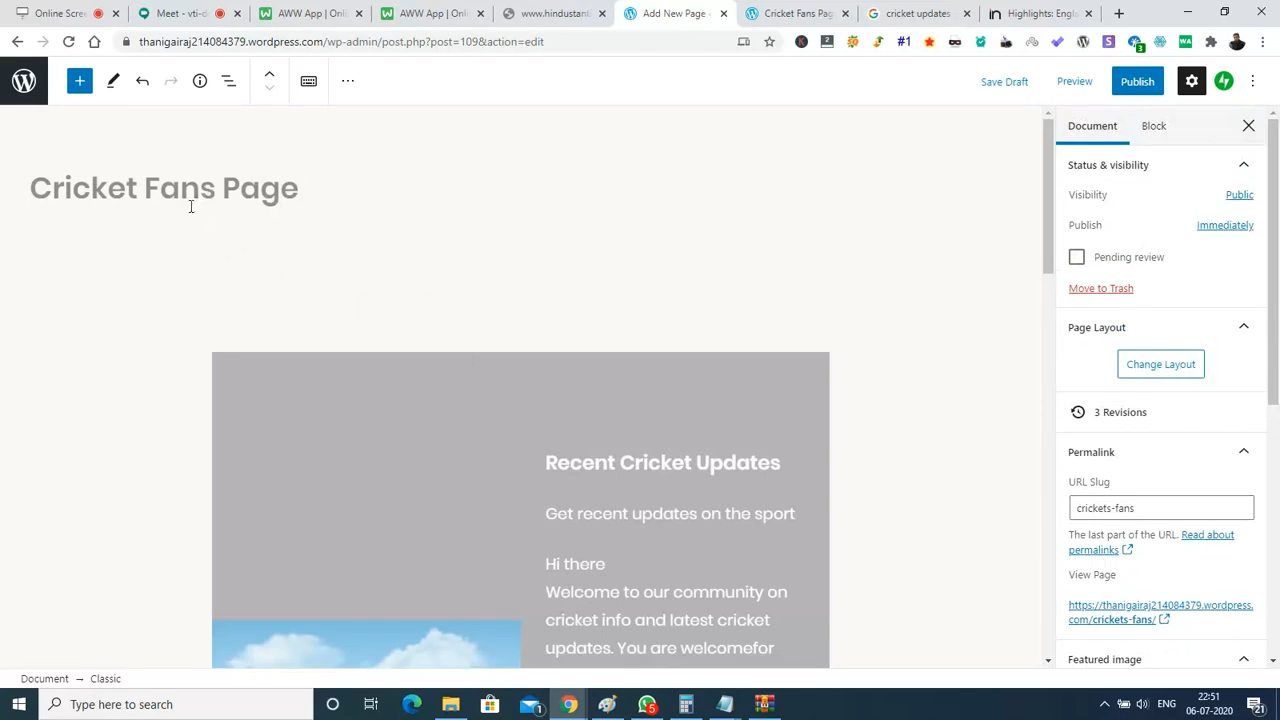 Online Scree
Meet - vti-d
AWW App | Online
AWW App | Online
www.hindustanti
Add New Page
Cricket Fans Page
cricket updates
Highlights: Engl
thanigairaj214084379.wordpress.com/wp-admin/post.php?post=109&action=edit
Save Draft
Preview
Publish
Document
Block
Cricket Fans Page
Status & visibility
Visibility
Public
Publish
Immediately
Pending review
Move to Trash
Page Layout
Change Layout
3 Revisions
Permalink
URL Slug
crickets-fans
The last part of the URL. Read about
permalinks
View Page
https://thanigairaj214084379.wordpress.
com/crickets-fans/
Featured image
Recent Cricket Updates
Get recent updates on the sport
Hi there
Welcome to our community on
cricket info and latest cricket
updates. You are welcomefor
Document → Classic
Type here to search
ENG
22:51
06-07-2020